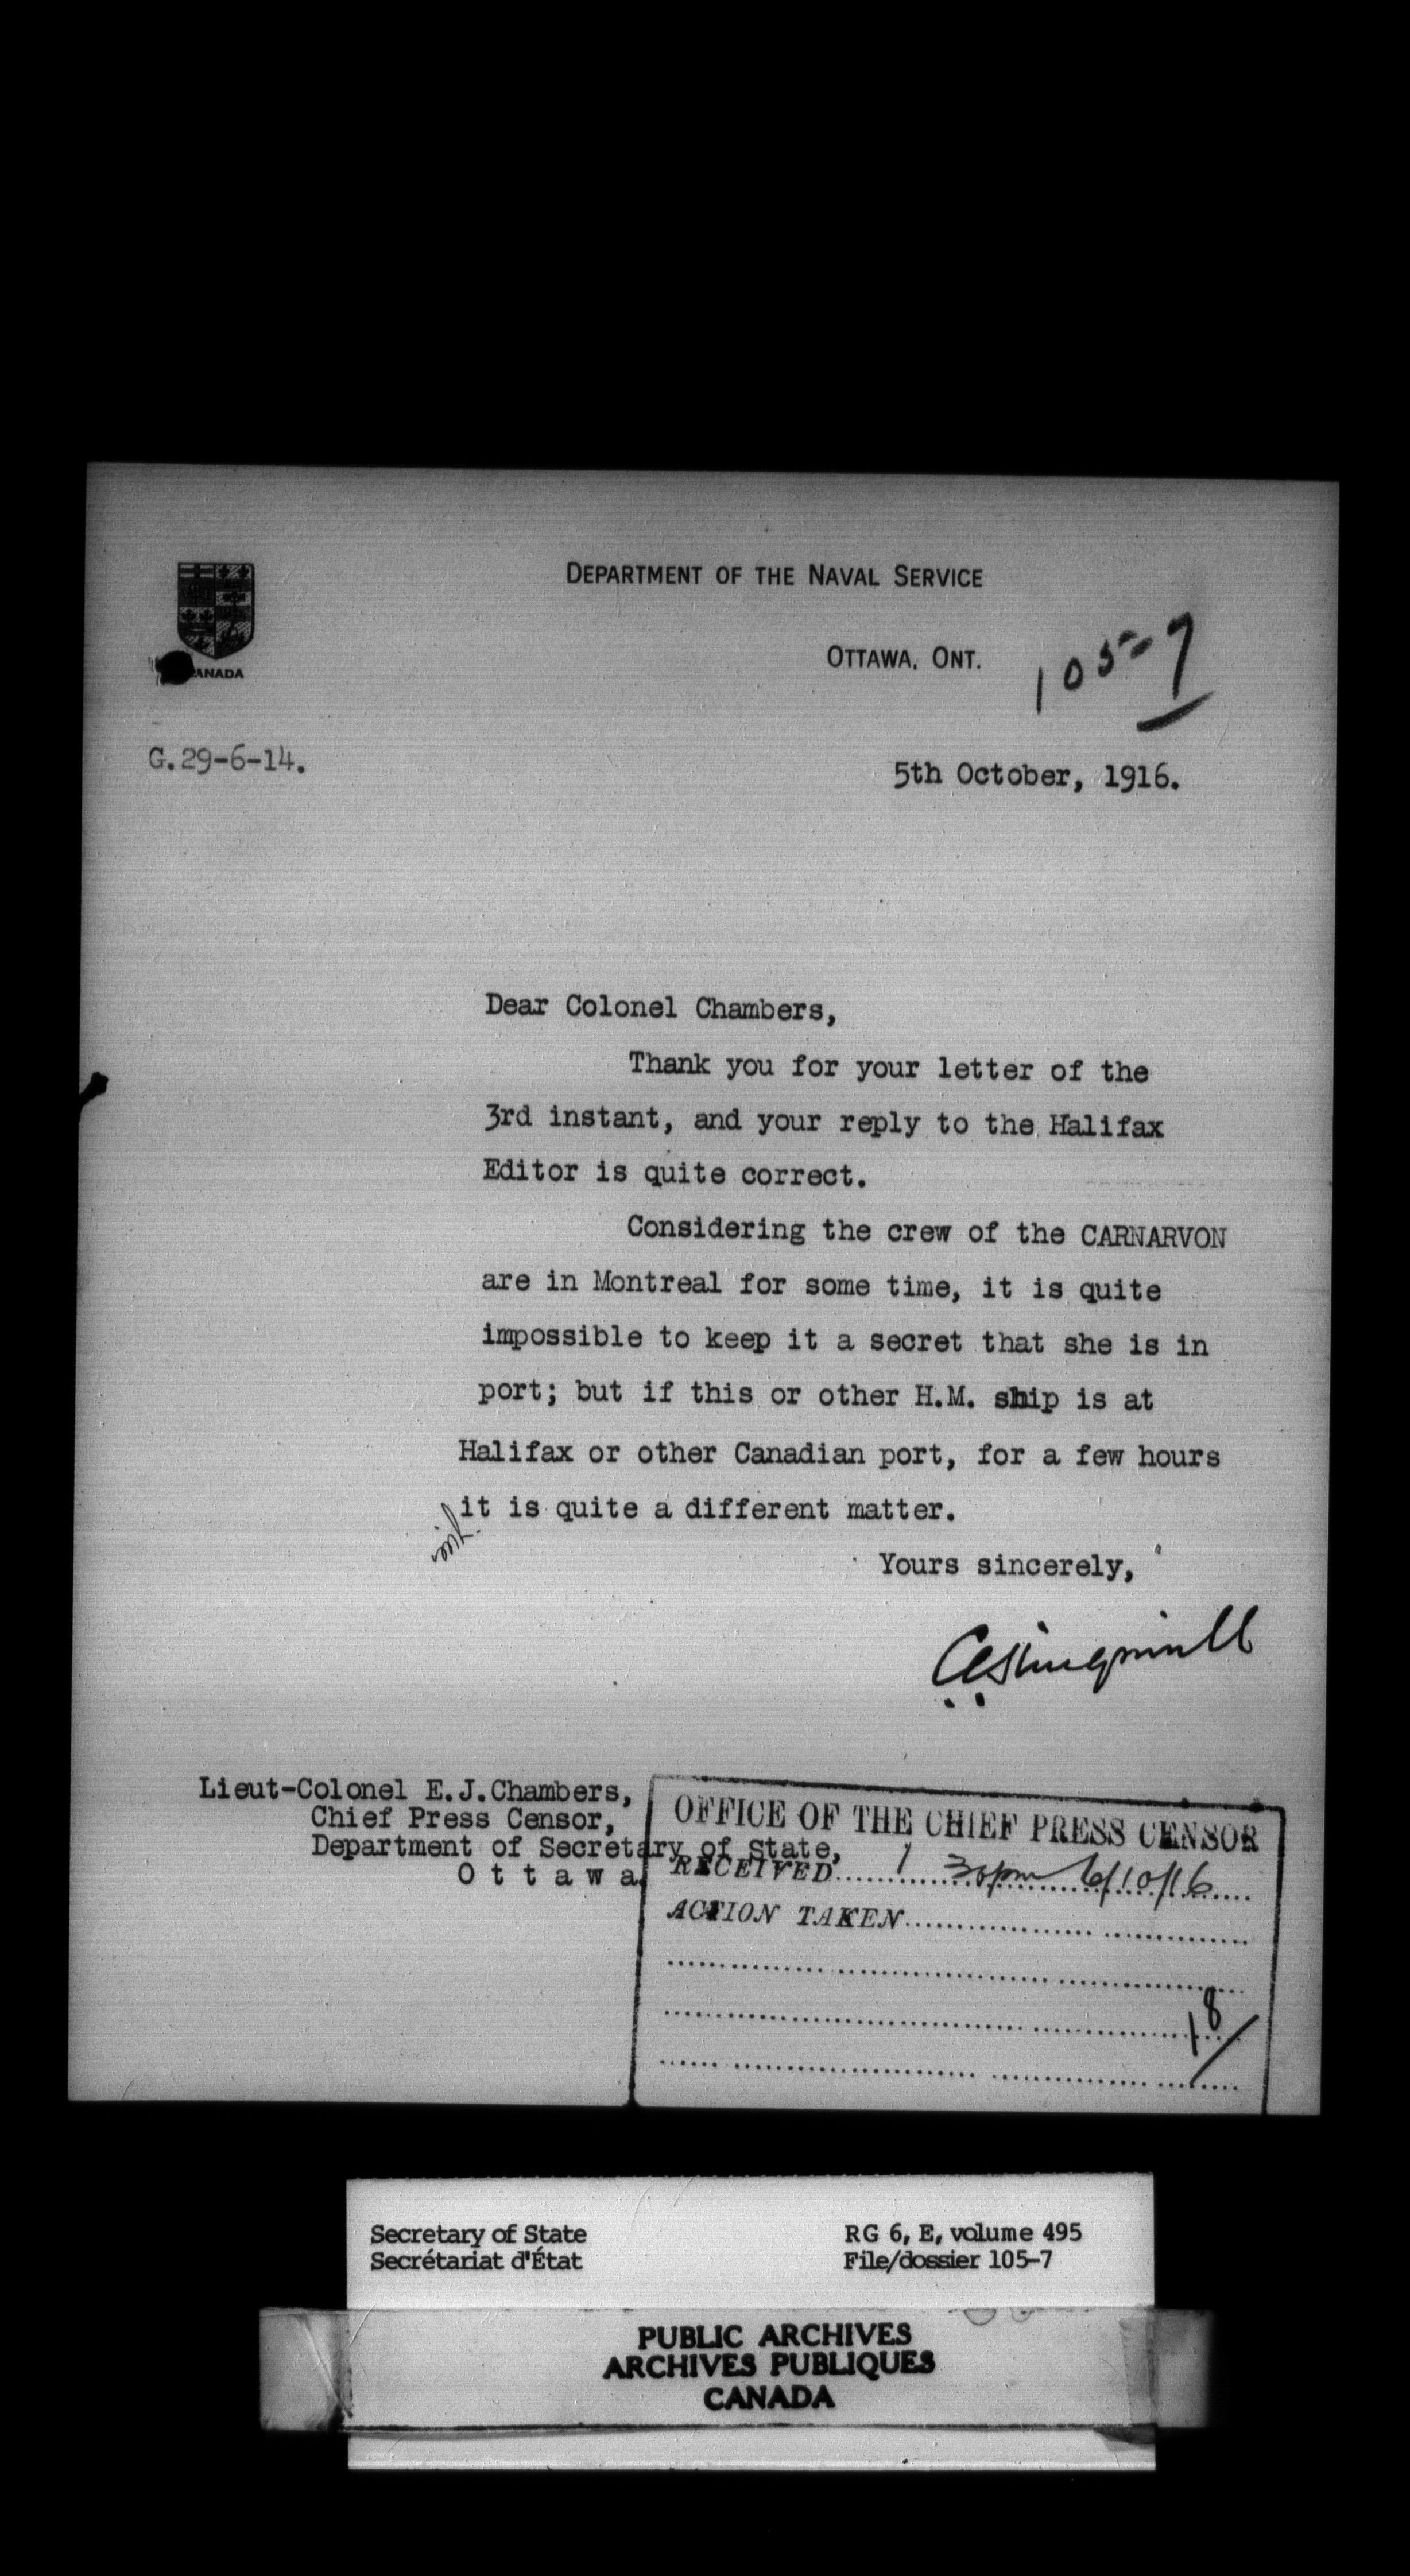 DEPARTMENT OF THE NAVAL SERVICE
OTTAWA, ONT.
105-7
CANADA
G.29-6-14.
5th October, 1916.
Dear Colonel Chambers,
Thank you for your letter of the
3rd instant, and your reply to the Halifax
Editor is quite correct.
Considering the crew of the CARNARVON
are in Montreal for some time, it is quite
impossible to keep it a secret that she is in
port; but if this or other H.M. ship is at
Halifax or other Canadian port, for a few hours
it is quite a different matter.
Yours sincerely,
CEKingsmill
Lieut-Colonel E.J.Chambers,
Chief Press Censor,
Department of Secretary of State,
O t t a w a.
OFFICE OF THE CHIEF PRESS CENSOR
RECEIVED 1 30pm 6/10/16
ACTION TAKEN
18/
Secretary of State
Secrétariat d'État
RG 6, E, volume 495
File/dossier 105-7
PUBLIC ARCHIVES
ARCHIVES PUBLIQUES
CANADA